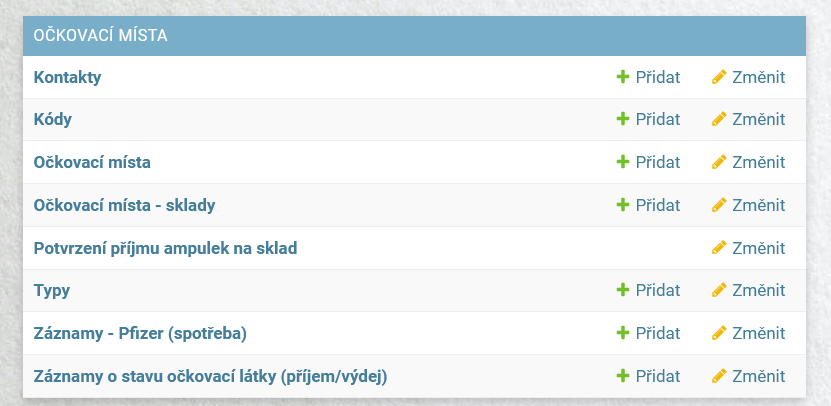 OČKOVACÍ MÍSTA
Kontakty Přidat Změnit
Kódy Přidat Změnit
Očkovací místa Přidat Změnit
Očkovací místa - sklady Přidat Změnit
Potvrzení příjmu ampulek na sklad Změnit
Typy Přidat Změnit
Záznamy - Pfizer (spotřeba) Přidat Změnit
Záznamy o stavu očkovací látky (příjem/výdej) Přidat Změnit